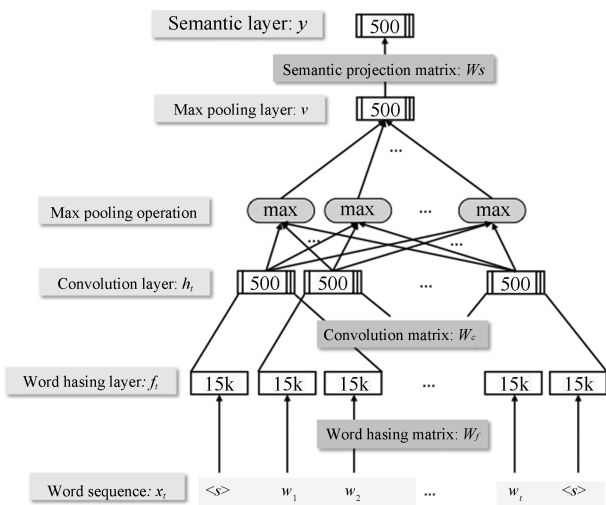 Semantic layer: y
500
Semantic projection matrix: Ws
Max pooling layer: v
500
...
Max pooling operation
max max ... max
... ...
Convolution layer: hₜ
500 500 ... 500
Convolution matrix: W꜀
Word hasing layer: fₜ
15k 15k 15k ... 15k 15k
Word hasing matrix: W_f
Word sequence: xₜ
<s> w₁ w₂ ... wₜ <s>